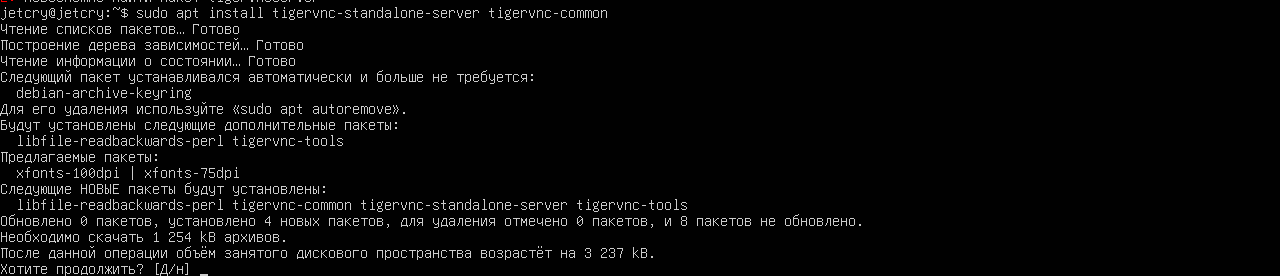 jetcry@jetcry:~$ sudo apt install tigervnc-standalone-server tigervnc-common
Чтение списков пакетов… Готово
Построение дерева зависимостей… Готово
Чтение информации о состоянии… Готово
Следующий пакет устанавливался автоматически и больше не требуется:
  debian-archive-keyring
Для его удаления используйте «sudo apt autoremove».
Будут установлены следующие дополнительные пакеты:
  libfile-readbackwards-perl tigervnc-tools
Предлагаемые пакеты:
  xfonts-100dpi | xfonts-75dpi
Следующие НОВЫЕ пакеты будут установлены:
  libfile-readbackwards-perl tigervnc-common tigervnc-standalone-server tigervnc-tools
Обновлено 0 пакетов, установлено 4 новых пакетов, для удаления отмечено 0 пакетов, и 8 пакетов не обновлено.
Необходимо скачать 1 254 kB архивов.
После данной операции объём занятого дискового пространства возрастёт на 3 237 kB.
Хотите продолжить? [Д/н]